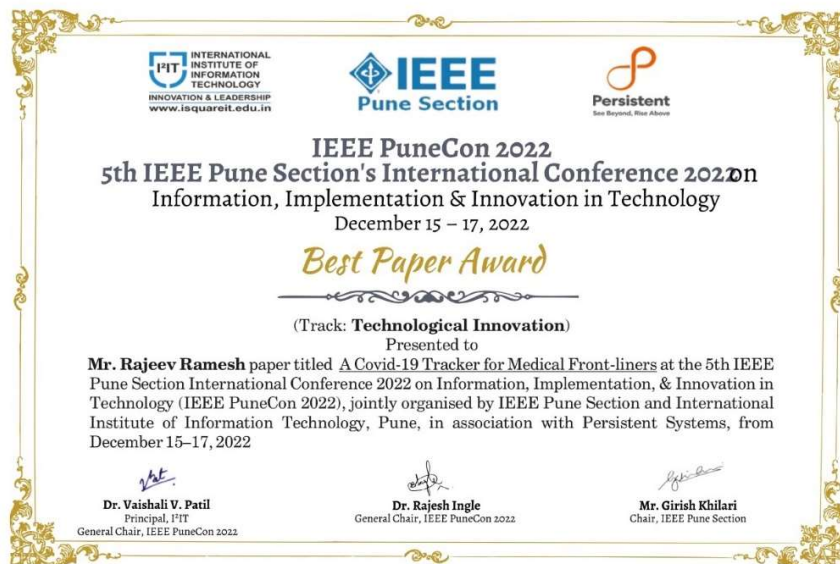 I²IT
INTERNATIONAL
INSTITUTE OF
INFORMATION
TECHNOLOGY
INNOVATION & LEADERSHIP
www.isquareit.edu.in
IEEE
Pune Section
Persistent
See Beyond, Rise Above
IEEE PuneCon 2022
5th IEEE Pune Section's International Conference 2022on
Information, Implementation & Innovation in Technology
December 15 – 17, 2022
Best Paper Award
(Track: Technological Innovation)
Presented to
Mr. Rajeev Ramesh paper titled A Covid-19 Tracker for Medical Front-liners at the 5th IEEE
Pune Section International Conference 2022 on Information, Implementation, & Innovation in
Technology (IEEE PuneCon 2022), jointly organised by IEEE Pune Section and International
Institute of Information Technology, Pune, in association with Persistent Systems, from
December 15–17, 2022
Dr. Vaishali V. Patil
Principal, I²IT
General Chair, IEEE PuneCon 2022
Dr. Rajesh Ingle
General Chair, IEEE PuneCon 2022
Mr. Girish Khilari
Chair, IEEE Pune Section